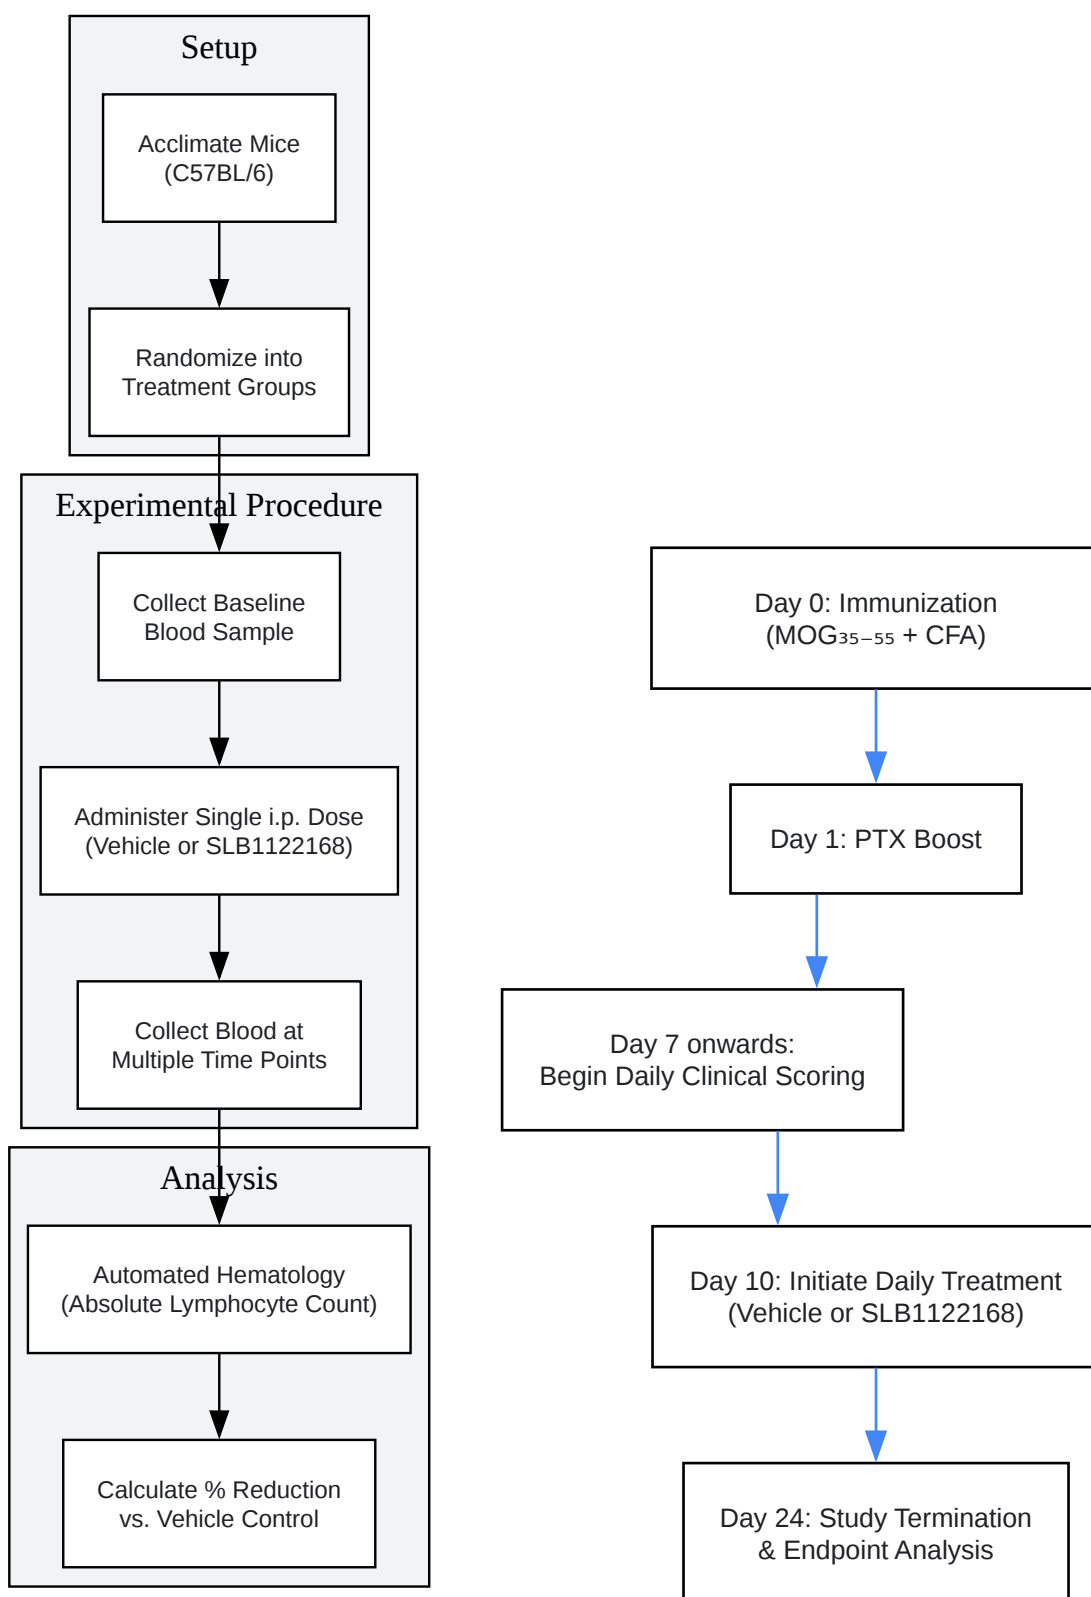 Setup
Acclimate Mice
(C57BL/6)
Randomize into
Treatment Groups
Experimental Procedure
Collect Baseline
Blood Sample
Administer Single i.p. Dose
(Vehicle or SLB1122168)
Collect Blood at
Multiple Time Points
Analysis
Automated Hematology
(Absolute Lymphocyte Count)
Calculate % Reduction
vs. Vehicle Control
Day 0: Immunization
(MOG₃₅₋₅₅ + CFA)
Day 1: PTX Boost
Day 7 onwards:
Begin Daily Clinical Scoring
Day 10: Initiate Daily Treatment
(Vehicle or SLB1122168)
Day 24: Study Termination
& Endpoint Analysis